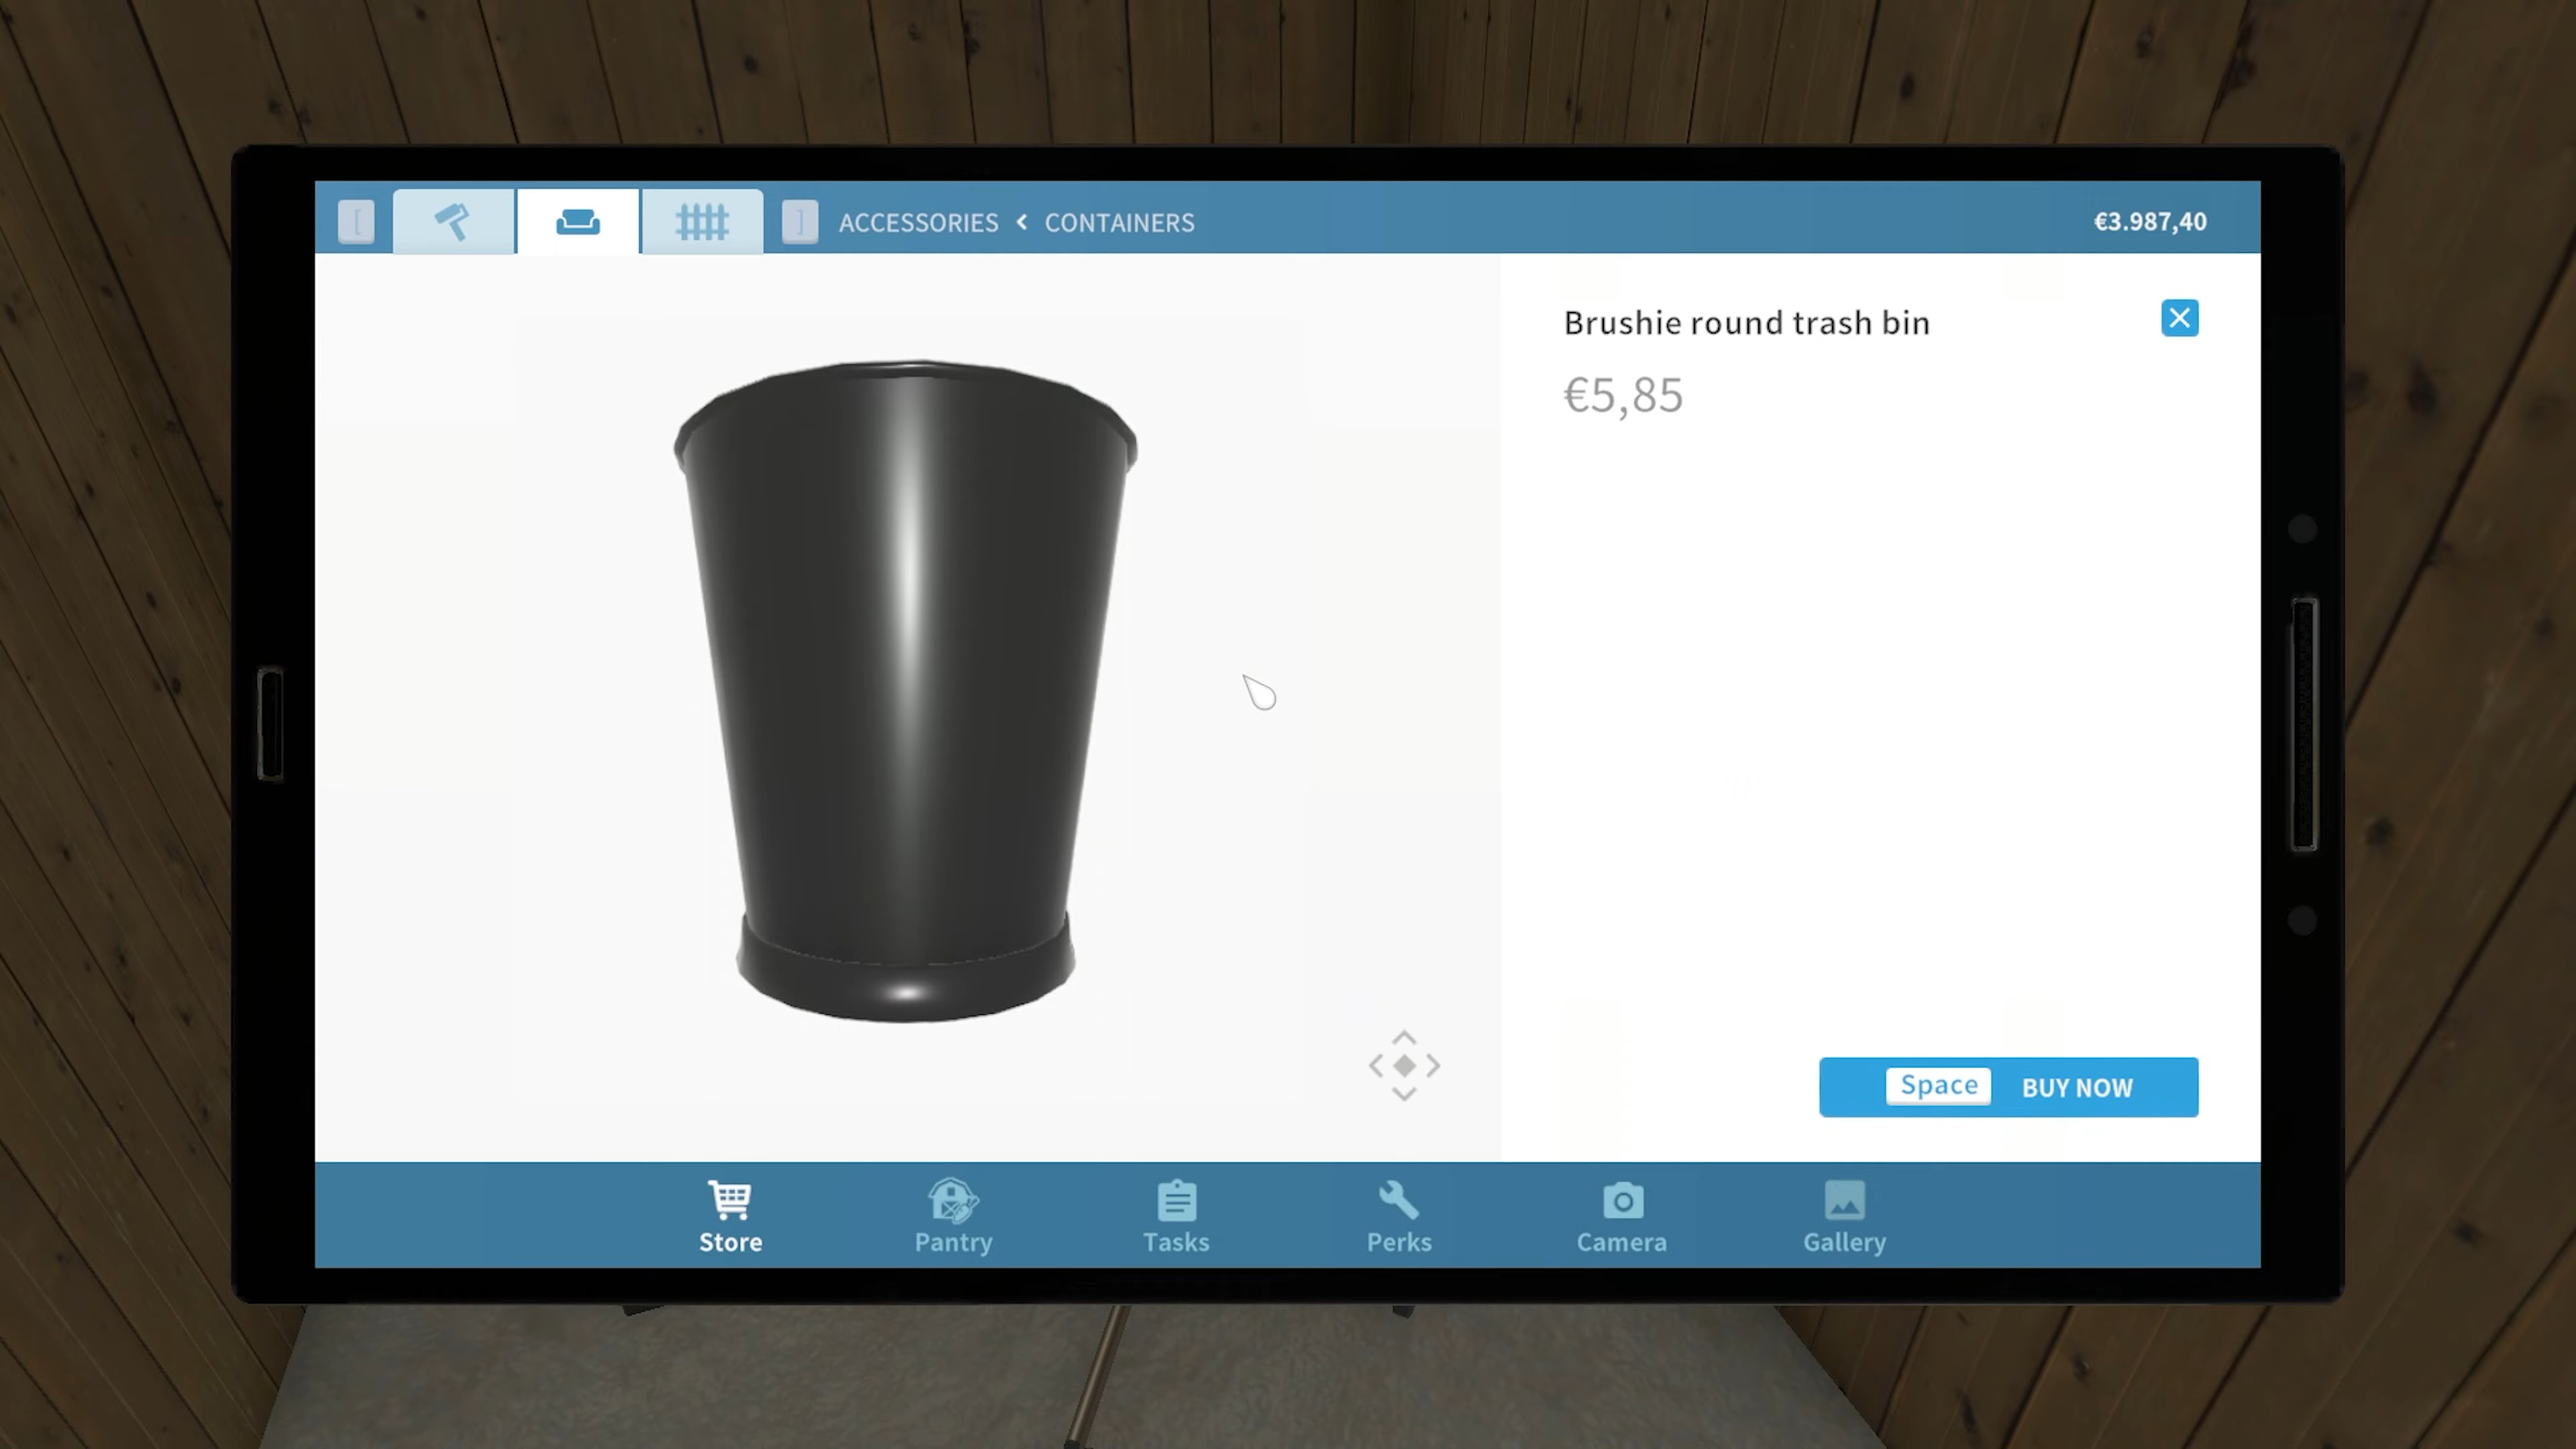 [
] ACCESSORIES < CONTAINERS
€3.987,40
Brushie round trash bin
€5,85
Space BUY NOW
Store
Pantry
Tasks
Perks
Camera
Gallery